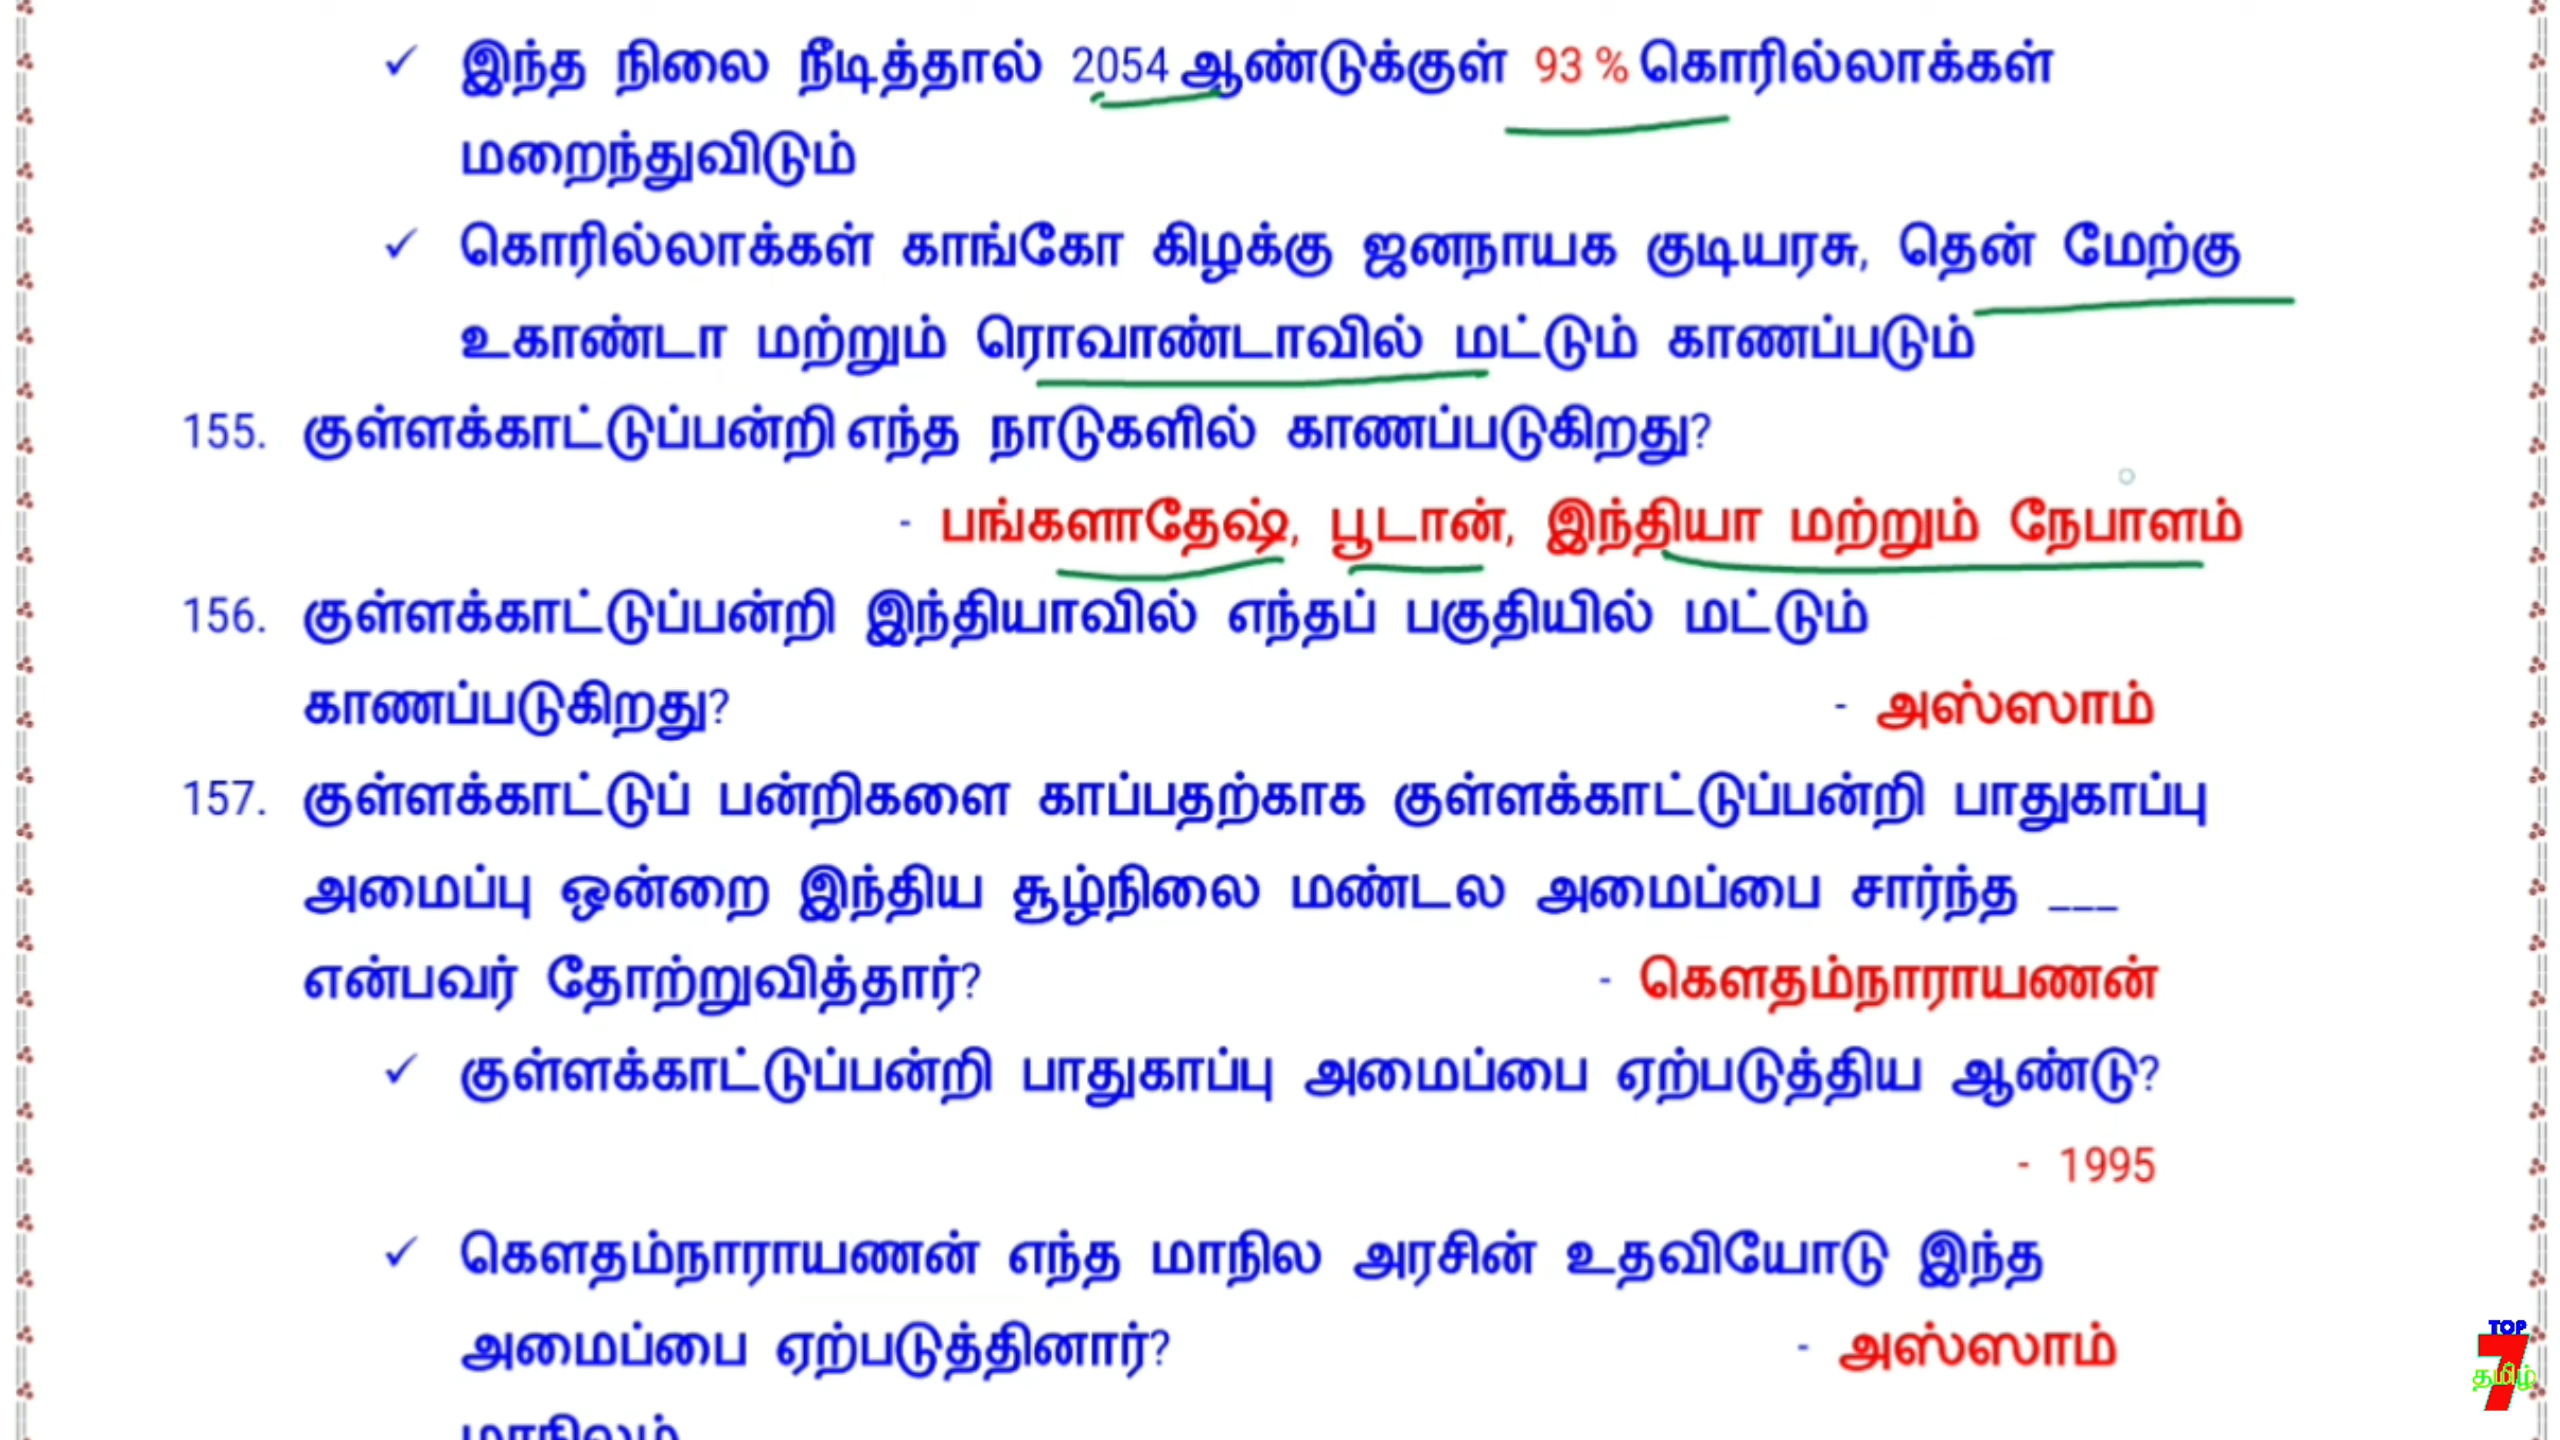 ✓ இந்த நிலை நீடித்தால் 2054 ஆண்டுக்குள் 93 % கொரில்லாக்கள்
மறைந்துவிடும்
✓ கொரில்லாக்கள் காங்கோ கிழக்கு ஜனநாயக குடியரசு, தென் மேற்கு
உகாண்டா மற்றும் ரொவாண்டாவில் மட்டும் காணப்படும்
155. குள்ளக்காட்டுப்பன்றி எந்த நாடுகளில் காணப்படுகிறது?
- பங்களாதேஷ், பூடான், இந்தியா மற்றும் நேபாளம்
156. குள்ளக்காட்டுப்பன்றி இந்தியாவில் எந்தப் பகுதியில் மட்டும்
காணப்படுகிறது? - அஸ்ஸாம்
157. குள்ளக்காட்டுப் பன்றிகளை காப்பதற்காக குள்ளக்காட்டுப்பன்றி பாதுகாப்பு
அமைப்பு ஒன்றை இந்திய சூழ்நிலை மண்டல அமைப்பை சார்ந்த ___
என்பவர் தோற்றுவித்தார்? - கௌதம்நாராயணன்
✓ குள்ளக்காட்டுப்பன்றி பாதுகாப்பு அமைப்பை ஏற்படுத்திய ஆண்டு?
- 1995
✓ கௌதம்நாராயணன் எந்த மாநில அரசின் உதவியோடு இந்த
அமைப்பை ஏற்படுத்தினார்? - அஸ்ஸாம்
மாநிலம்
TOP
7
தமிழ்